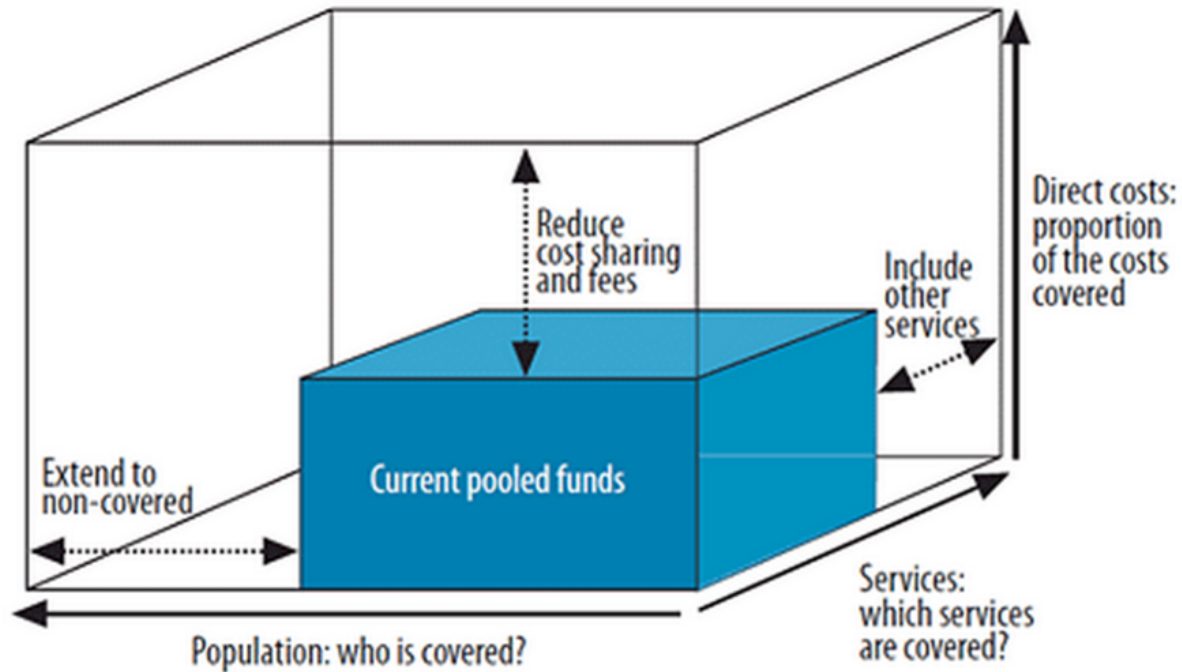 Reduce
cost sharing
and fees
Include
other
services
Direct costs:
proportion
of the costs
covered
Extend to
non-covered
Current pooled funds
Services:
which services
are covered?
Population: who is covered?